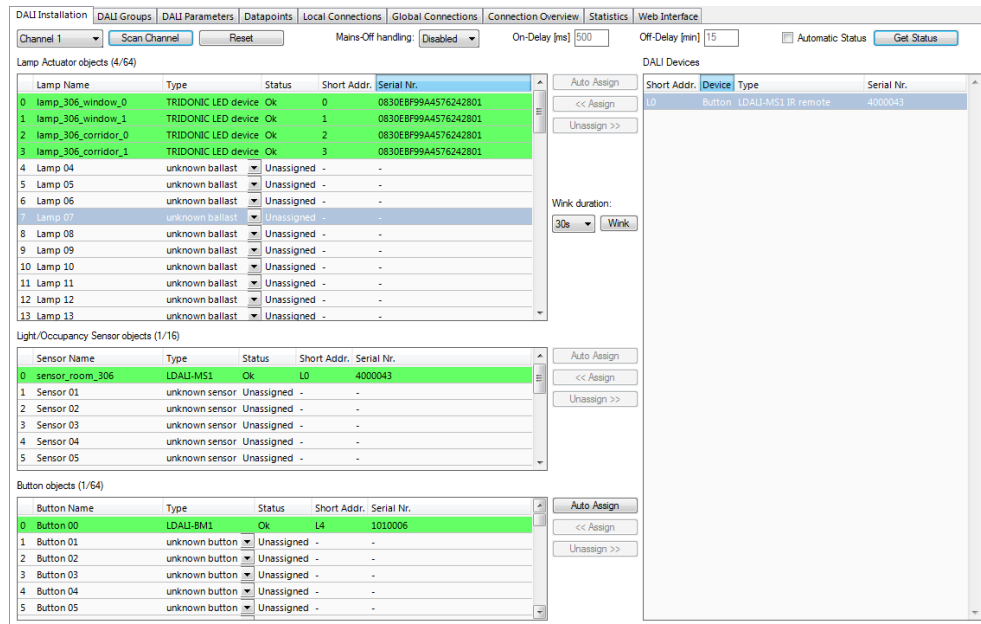 DALI Installation DALI Groups DALI Parameters Datapoints Local Connections Global Connections Connection Overview Statistics Web Interface
Channel 1 Scan Channel Reset Mains-Off handling: Disabled On-Delay [ms] 500 Off-Delay [min] 15 Automatic Status Get Status
Lamp Actuator objects (4/64) DALI Devices
Lamp Name Type Status Short Addr. Serial Nr. Auto Assign Short Addr. Device Type Serial Nr.
0 lamp_306_window_0 TRIDONIC LED device Ok 0 0830EBF99A4576242801 << Assign L0 Button LDALI-MS1 IR remote 4000043
1 lamp_306_window_1 TRIDONIC LED device Ok 1 0830EBF99A4576242801 Unassign >>
2 lamp_306_corridor_0 TRIDONIC LED device Ok 2 0830EBF99A4576242801
3 lamp_306_corridor_1 TRIDONIC LED device Ok 3 0830EBF99A4576242801
4 Lamp 04 unknown ballast Unassigned - -
5 Lamp 05 unknown ballast Unassigned - -
6 Lamp 06 unknown ballast Unassigned - - Wink duration:
7 Lamp 07 unknown ballast Unassigned - - 30s Wink
8 Lamp 08 unknown ballast Unassigned - -
9 Lamp 09 unknown ballast Unassigned - -
10 Lamp 10 unknown ballast Unassigned - -
11 Lamp 11 unknown ballast Unassigned - -
12 Lamp 12 unknown ballast Unassigned - -
13 Lamp 13 unknown ballast Unassigned - -
Light/Occupancy Sensor objects (1/16)
Sensor Name Type Status Short Addr. Serial Nr. Auto Assign
0 sensor_room_306 LDALI-MS1 Ok L0 4000043 << Assign
1 Sensor 01 unknown sensor Unassigned - - Unassign >>
2 Sensor 02 unknown sensor Unassigned - -
3 Sensor 03 unknown sensor Unassigned - -
4 Sensor 04 unknown sensor Unassigned - -
5 Sensor 05 unknown sensor Unassigned - -
Button objects (1/64)
Button Name Type Status Short Addr. Serial Nr. Auto Assign
0 Button 00 LDALI-BM1 Ok L4 1010006 << Assign
1 Button 01 unknown button Unassigned - - Unassign >>
2 Button 02 unknown button Unassigned - -
3 Button 03 unknown button Unassigned - -
4 Button 04 unknown button Unassigned - -
5 Button 05 unknown button Unassigned - -